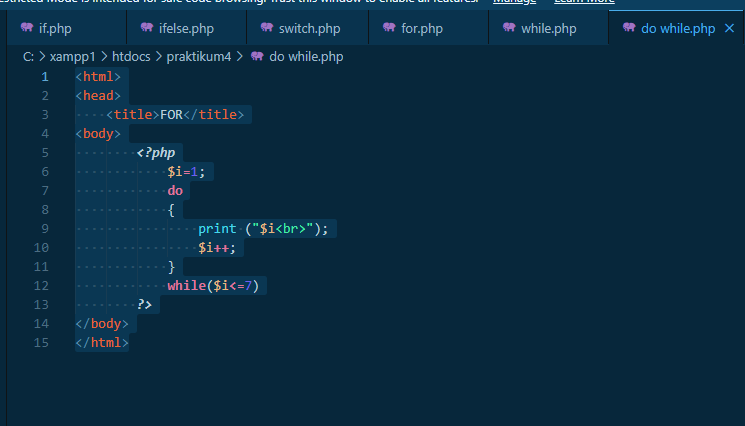 Restricted Mode is intended for safe code browsing. Trust this window to enable all features. Manage Learn More
if.php ifelse.php switch.php for.php while.php do while.php
C: > xampp1 > htdocs > praktikum4 > do while.php
1 <html>
2 <head>
3 <title>FOR</title>
4 <body>
5 <?php
6 $i=1;
7 do
8 {
9 print ("$i<br>");
10 $i++;
11 }
12 while($i<=7)
13 ?>
14 </body>
15 </html>